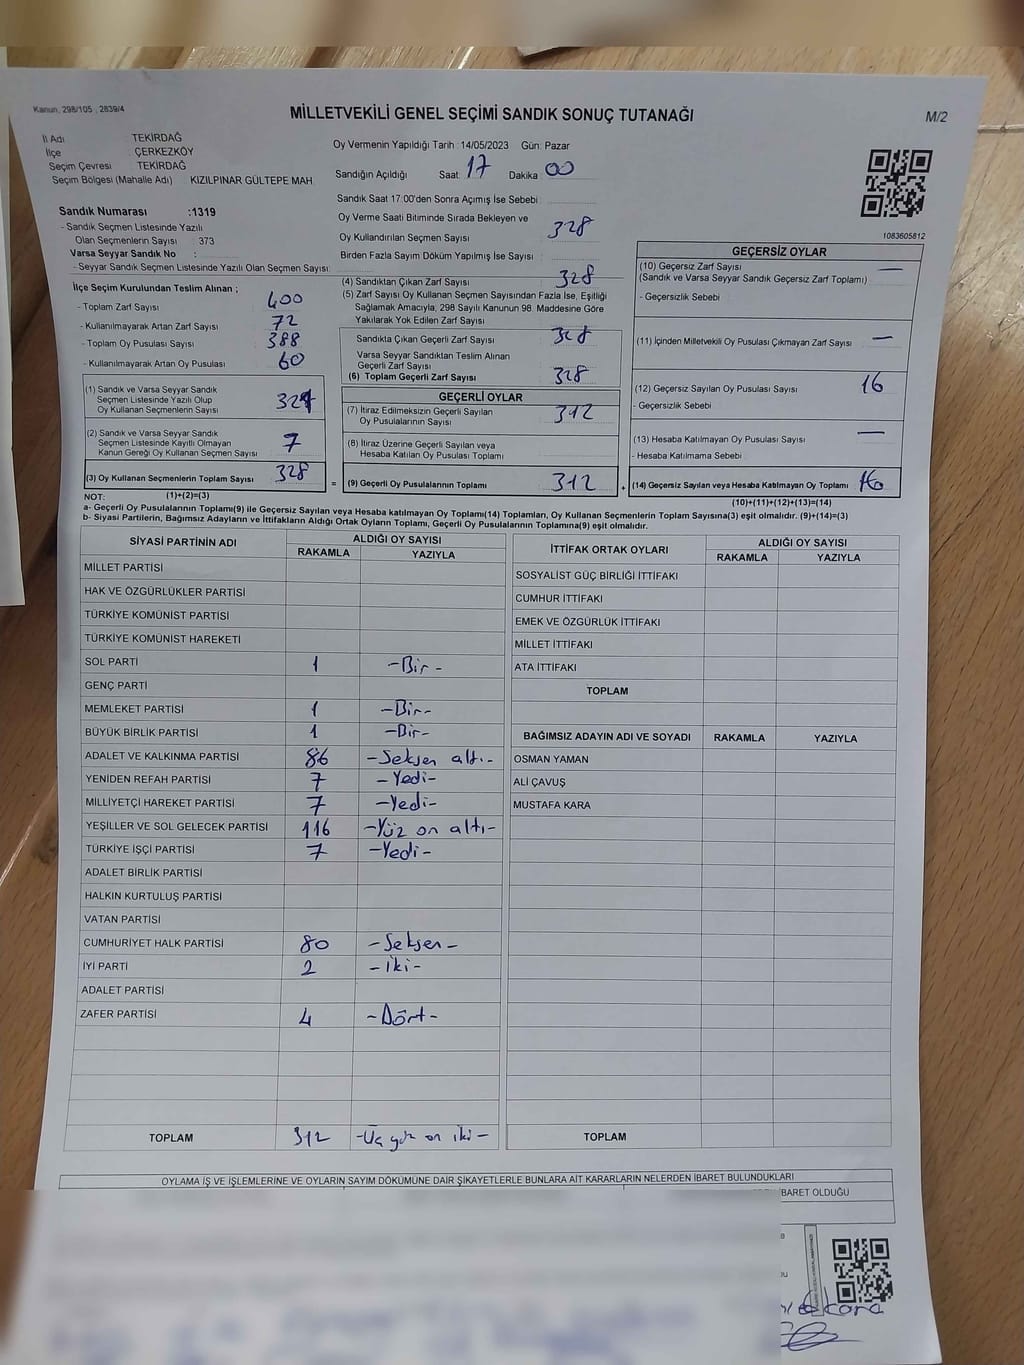 Kanun, 298/105 , 2839/4
MİLLETVEKİLİ GENEL SEÇİMİ SANDIK SONUÇ TUTANAĞI
M/2
İl Adı TEKİRDAĞ
İlçe ÇERKEZKÖY
Seçim Çevresi TEKİRDAĞ
Seçim Bölgesi (Mahalle Adı) KIZILPINAR GÜLTEPE MAH
Sandık Numarası :1319
- Sandık Seçmen Listesinde Yazılı
Olan Seçmenlerin Sayısı : 373
Varsa Seyyar Sandık No :
- Seyyar Sandık Seçmen Listesinde Yazılı Olan Seçmen Sayısı:
İlçe Seçim Kurulundan Teslim Alınan ;
- Toplam Zarf Sayısı 400
- Kullanılmayarak Artan Zarf Sayısı 72
- Toplam Oy Pusulası Sayısı 388
- Kullanılmayarak Artan Oy Pusulası 60
(1) Sandık ve Varsa Seyyar Sandık
Seçmen Listesinde Yazılı Olup
Oy Kullanan Seçmenlerin Sayısı
(2) Sandık ve Varsa Seyyar Sandık
Seçmen Listesinde Kayıtlı Olmayan
Kanun Gereği Oy Kullanan Seçmen Sayısı 7
(3) Oy Kullanan Seçmenlerin Toplam Sayısı 328
Oy Vermenin Yapıldığı Tarih : 14/05/2023 Gün: Pazar
Sandığın Açıldığı Saat 17 Dakika 00
Sandık Saat 17:00'den Sonra Açımış İse Sebebi
Oy Verme Saati Bitiminde Sırada Bekleyen ve
Oy Kullandırılan Seçmen Sayısı 328
Birden Fazla Sayım Döküm Yapılmış İse Sayısı :
(4) Sandıktan Çıkan Zarf Sayısı 328
(5) Zarf Sayısı Oy Kullanan Seçmen Sayısından Fazla İse, Eşitliği
Sağlamak Amacıyla, 298 Sayılı Kanunun 98. Maddesine Göre
Yakılarak Yok Edilen Zarf Sayısı
Sandıkta Çıkan Geçerli Zarf Sayısı 328
Varsa Seyyar Sandıktan Teslim Alınan
Geçerli Zarf Sayısı
(6) Toplam Geçerli Zarf Sayısı 328
GEÇERLİ OYLAR
(7) İtiraz Edilmeksizin Geçerli Sayılan
Oy Pusulalarının Sayısı 312
(8) İtiraz Üzerine Geçerli Sayılan veya
Hesaba Katılan Oy Pusulası Toplamı
= (9) Geçerli Oy Pusulalarının Toplamı 312 +
1083605812
GEÇERSİZ OYLAR
(10) Geçersiz Zarf Sayısı —
(Sandık ve Varsa Seyyar Sandık Geçersiz Zarf Toplamı)
- Geçersizlik Sebebi
(11) İçinden Milletvekili Oy Pusulası Çıkmayan Zarf Sayısı —
(12) Geçersiz Sayılan Oy Pusulası Sayısı 16
- Geçersizlik Sebebi
(13) Hesaba Katılmayan Oy Pusulası Sayısı —
- Hesaba Katılmama Sebebi
(14) Geçersiz Sayılan veya Hesaba Katılmayan Oy Toplamı 16
NOT: (1)+(2)=(3) (10)+(11)+(12)+(13)=(14)
a- Geçerli Oy Pusulalarının Toplamı(9) ile Geçersiz Sayılan veya Hesaba katılmayan Oy Toplamı(14) Toplamları, Oy Kullanan Seçmenlerin Toplam Sayısına(3) eşit olmalıdır. (9)+(14)=(3)
b- Siyasi Partilerin, Bağımsız Adayların ve İttifakların Aldığı Ortak Oyların Toplamı, Geçerli Oy Pusulalarının Toplamına(9) eşit olmalıdır.
SİYASİ PARTİNİN ADI ALDIĞI OY SAYISI
RAKAMLA YAZIYLA
MİLLET PARTİSİ
HAK VE ÖZGÜRLÜKLER PARTİSİ
TÜRKİYE KOMÜNİST PARTİSİ
TÜRKİYE KOMÜNİST HAREKETİ
SOL PARTİ 1 -Bir-
GENÇ PARTİ
MEMLEKET PARTİSİ 1 -Bir-
BÜYÜK BİRLİK PARTİSİ 1 -Bir-
ADALET VE KALKINMA PARTİSİ 86 -Seksen altı-
YENİDEN REFAH PARTİSİ 7 -Yedi-
MİLLİYETÇİ HAREKET PARTİSİ 7 -Yedi-
YEŞİLLER VE SOL GELECEK PARTİSİ 116 -Yüz on altı-
TÜRKİYE İŞÇİ PARTİSİ 7 -Yedi-
ADALET BİRLİK PARTİSİ
HALKIN KURTULUŞ PARTİSİ
VATAN PARTİSİ
CUMHURİYET HALK PARTİSİ 80 -Seksen-
İYİ PARTİ 2 -İki-
ADALET PARTİSİ
ZAFER PARTİSİ 4 -Dört-
TOPLAM 312 -Üç yüz on iki-
İTTİFAK ORTAK OYLARI ALDIĞI OY SAYISI
RAKAMLA YAZIYLA
SOSYALİST GÜÇ BİRLİĞİ İTTİFAKI
CUMHUR İTTİFAKI
EMEK VE ÖZGÜRLÜK İTTİFAKI
MİLLET İTTİFAKI
ATA İTTİFAKI
TOPLAM
BAĞIMSIZ ADAYIN ADI VE SOYADI RAKAMLA YAZIYLA
OSMAN YAMAN
ALİ ÇAVUŞ
MUSTAFA KARA
TOPLAM
OYLAMA İŞ VE İŞLEMLERİNE VE OYLARIN SAYIM DÖKÜMÜNE DAİR ŞİKAYETLERLE BUNLARA AİT KARARLARIN NELERDEN İBARET BULUNDUKLARI
İBARET OLDUĞU